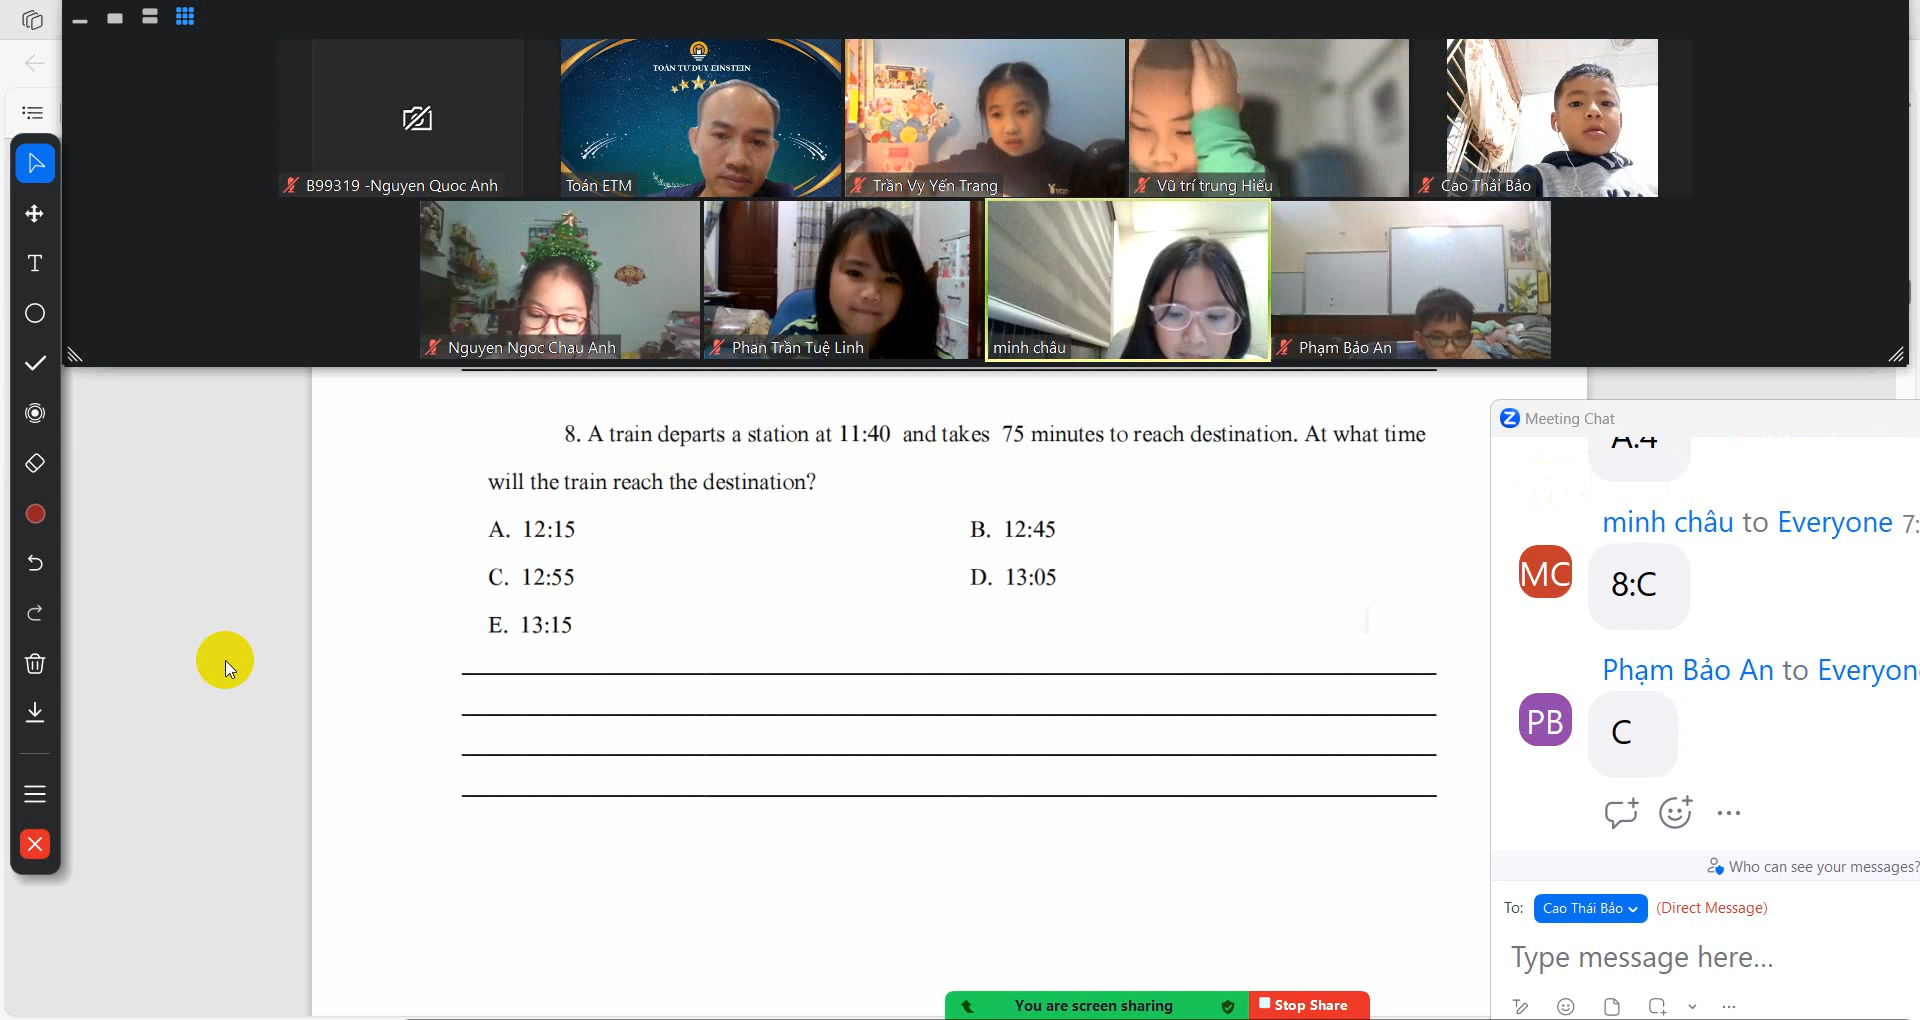 TOÁN TƯ DUY EINSTEIN
B99319 -Nguyen Quoc Anh
Toán ETM
Trần Vy Yến Trang
Vũ trí trung Hiếu
Cao Thái Bảo
Nguyen Ngoc Chau Anh
Phan Trần Tuệ Linh
minh châu
Phạm Bảo An
8. A train departs a station at 11:40 and takes 75 minutes to reach destination. At what time
will the train reach the destination?
A. 12:15
B. 12:45
C. 12:55
D. 13:05
E. 13:15
Meeting Chat
A.4
minh châu to Everyone 7:
MC
8:C
Phạm Bảo An to Everyon
PB
C
Who can see your messages?
To: Cao Thái Bảo (Direct Message)
Type message here...
You are screen sharing
Stop Share